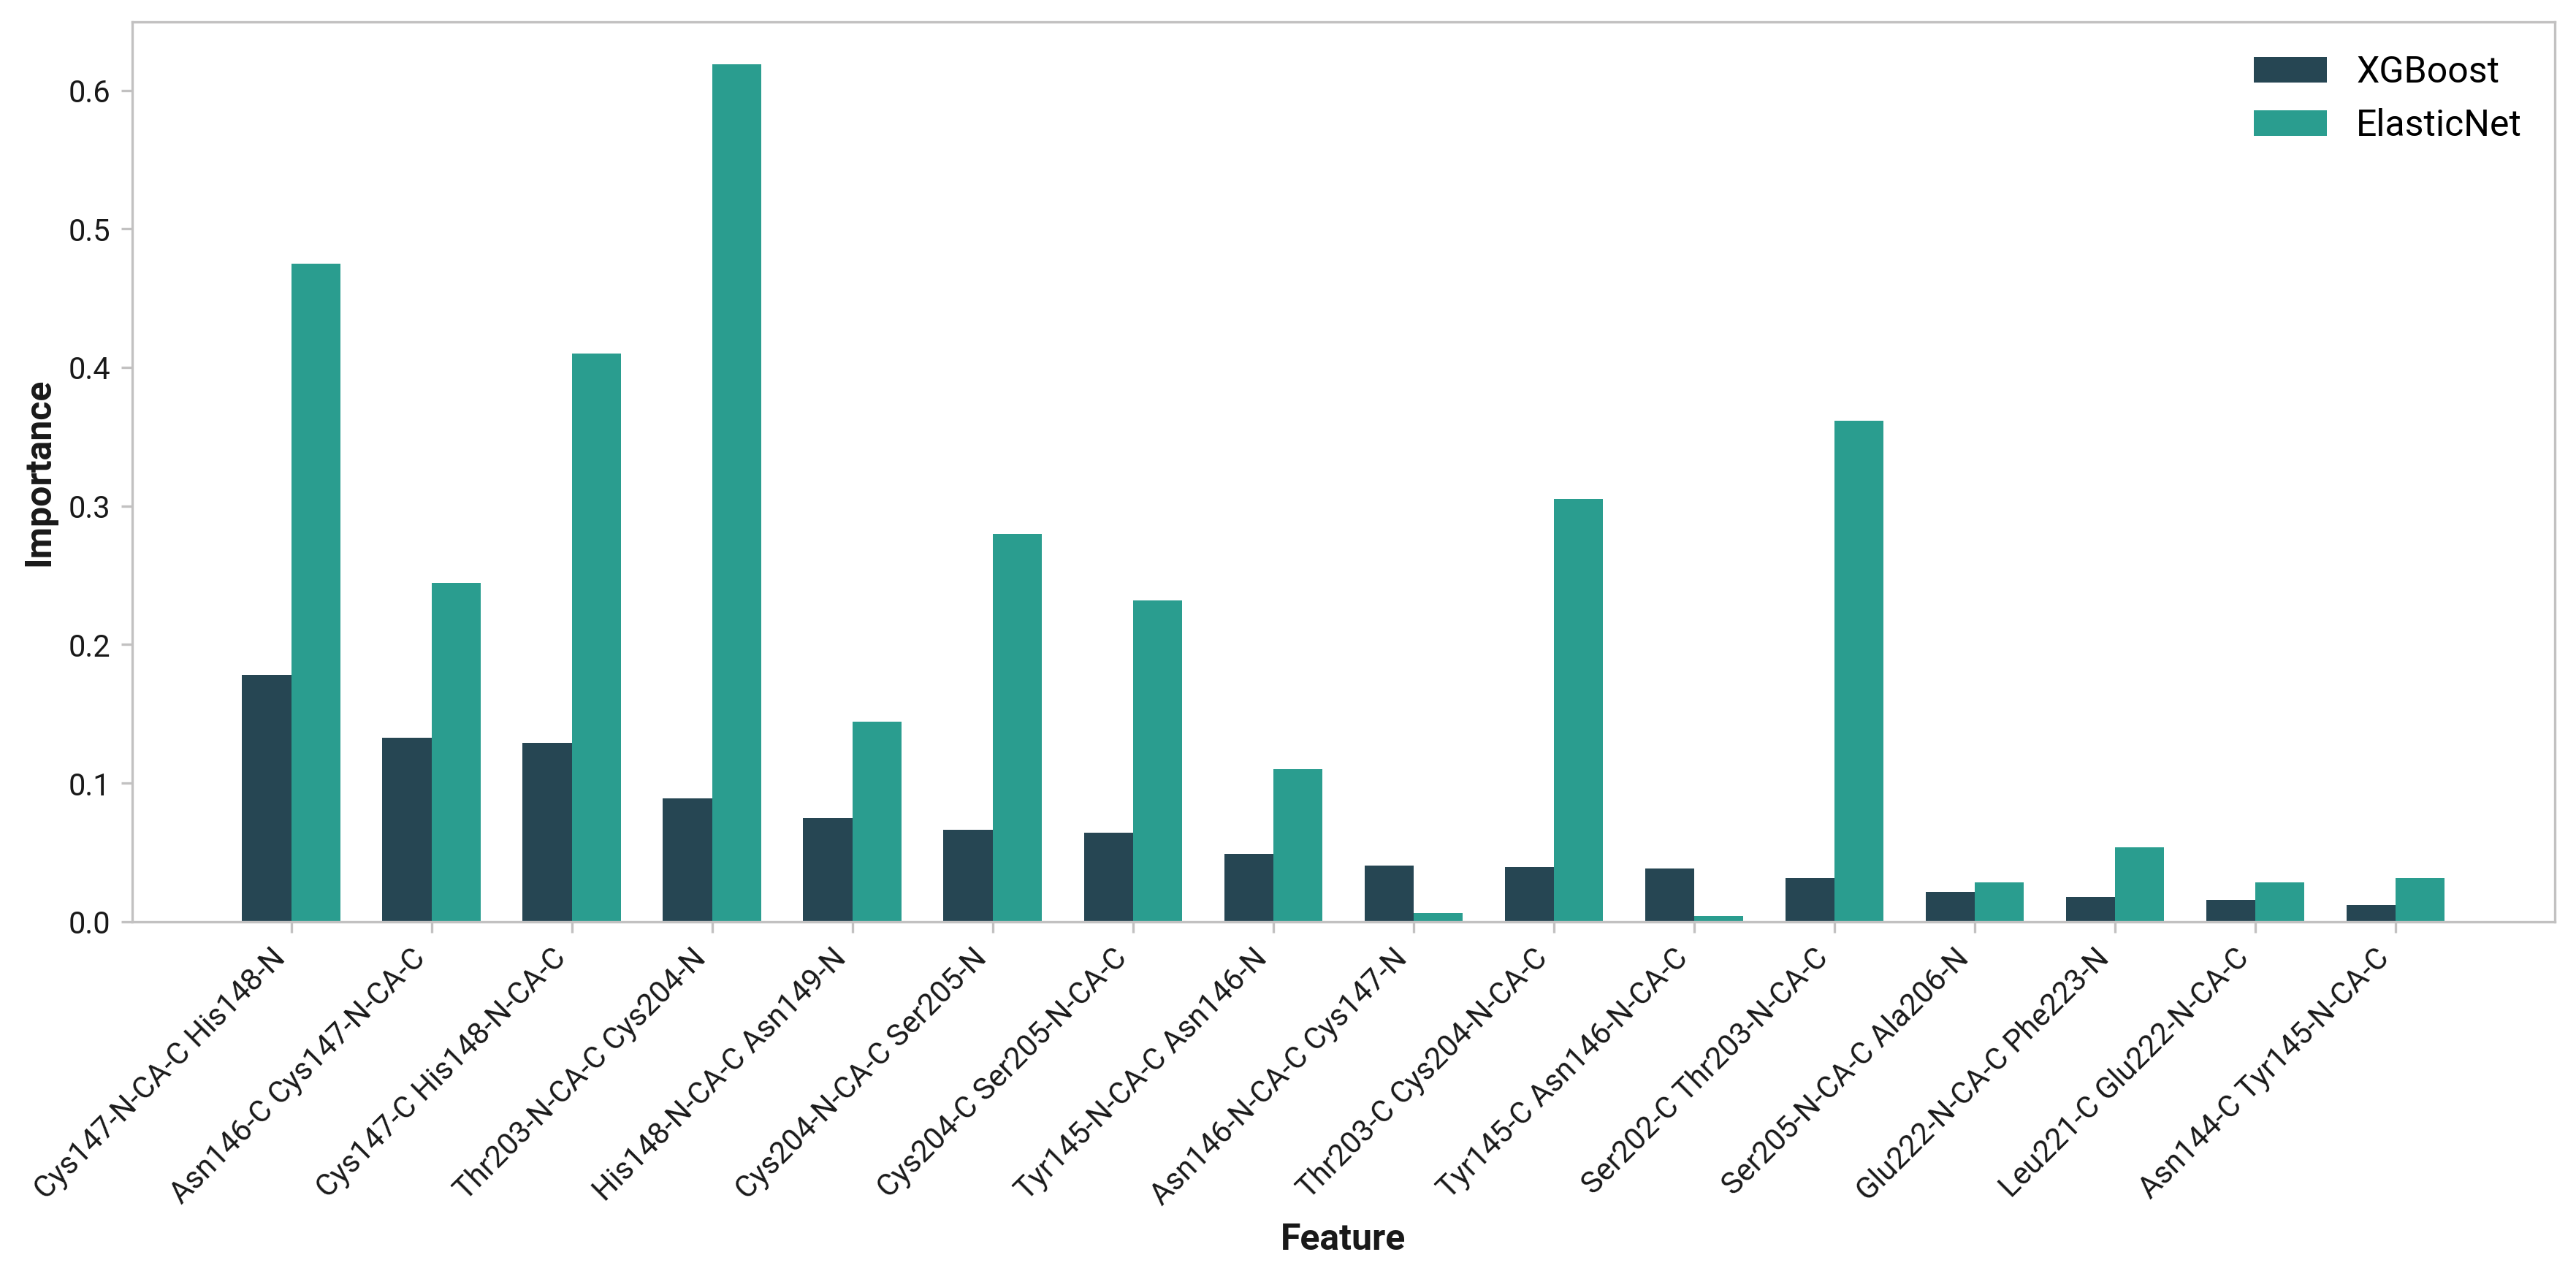 XGBoost
ElasticNet
Importance
0.6
0.5
0.4
0.3
0.2
0.1
0.0
Cys147-N-CA-C His148-N
Asn146-C Cys147-N-CA-C
Cys147-C His148-N-CA-C
Thr203-N-CA-C Cys204-N
His148-N-CA-C Asn149-N
Cys204-N-CA-C Ser205-N
Cys204-C Ser205-N-CA-C
Tyr145-N-CA-C Asn146-N
Asn146-N-CA-C Cys147-N
Thr203-C Cys204-N-CA-C
Tyr145-C Asn146-N-CA-C
Ser202-C Thr203-N-CA-C
Ser205-N-CA-C Ala206-N
Glu222-N-CA-C Phe223-N
Leu221-C Glu222-N-CA-C
Asn144-C Tyr145-N-CA-C
Feature